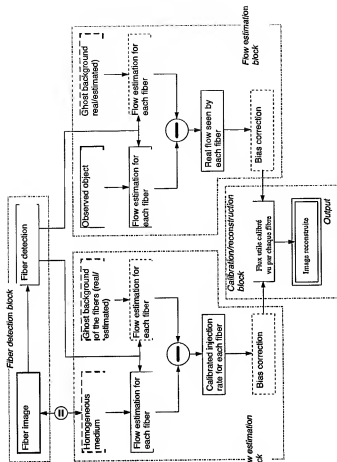 Fiber detection block
Fiber image
Fiber detection
Homogeneous
medium
Ghost background
of the fibers (real/
estimated)
Flow estimation for
each fiber
Flow estimation for
each fiber
Calibrated injection
rate for each fiber
Bias correction
estimation
Observed object
Ghost background
real/estimated)
Flow estimation for
each fiber
Flow estimation for
each fiber
Real flow seen by
each fiber
Bias correction
Flow estimation
block
Calibration/reconstruction
block
Flux utile calibré
vu par chaque fibre
Image reconstruite
Output